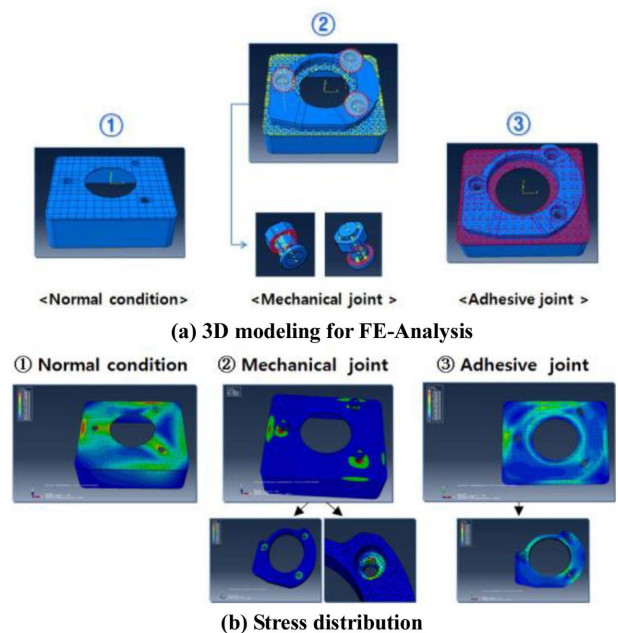 ②
①
③
<Normal condition>
<Mechanical joint >
<Adhesive joint >
(a) 3D modeling for FE-Analysis
① Normal condition
② Mechanical joint
③ Adhesive joint
(b) Stress distribution